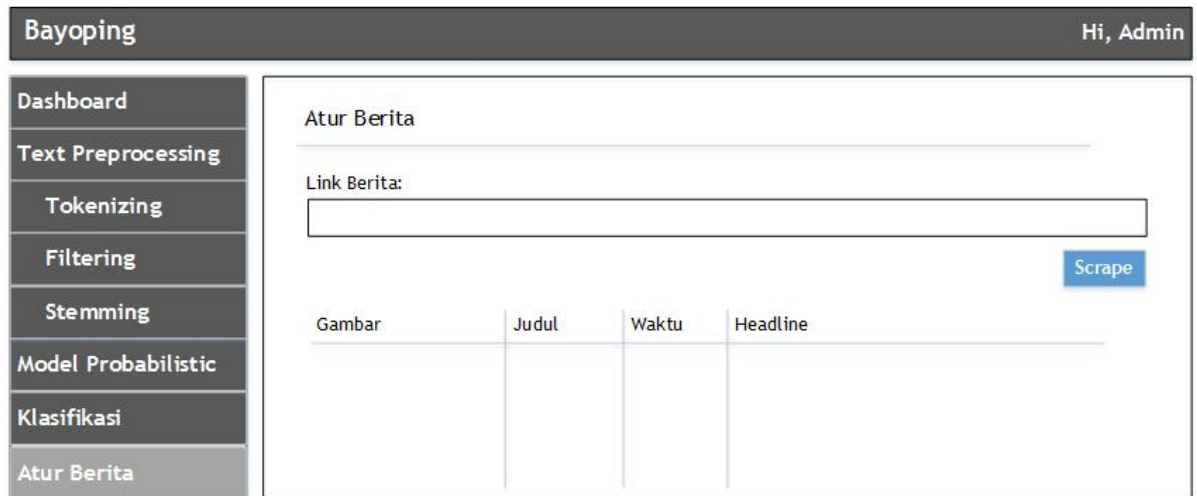 Bayoping
Hi, Admin
Dashboard
Text Preprocessing
Tokenizing
Filtering
Stemming
Model Probabilistic
Klasifikasi
Atur Berita
Atur Berita
Link Berita:
Scrape
Gambar Judul Waktu Headline